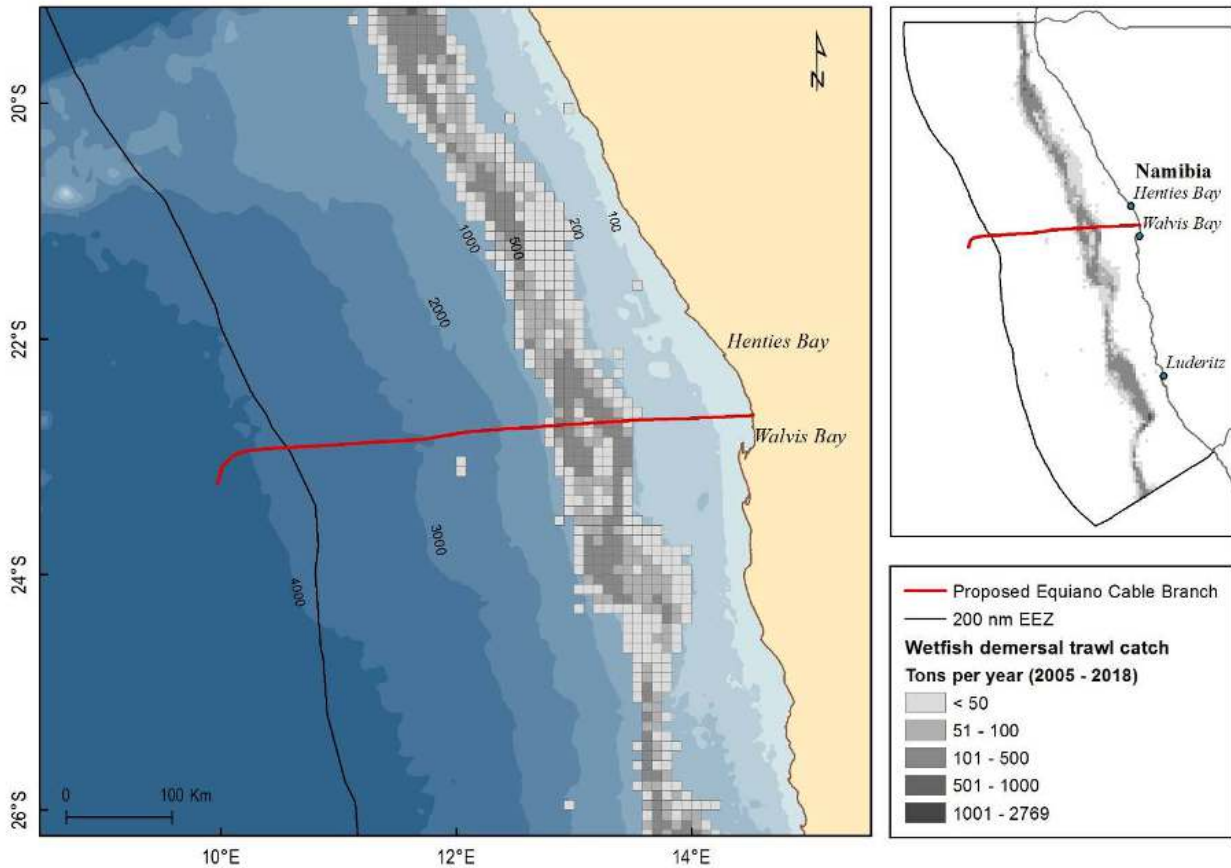 20°S
22°S
24°S
26°S
10°E
12°E
14°E
1000
500
200
100
2000
3000
4000
Henties Bay
Walvis Bay
N
0 100 Km
Namibia
Henties Bay
Walvis Bay
Luderitz
Proposed Equiano Cable Branch
200 nm EEZ
Wetfish demersal trawl catch
Tons per year (2005 - 2018)
< 50
51 - 100
101 - 500
501 - 1000
1001 - 2769